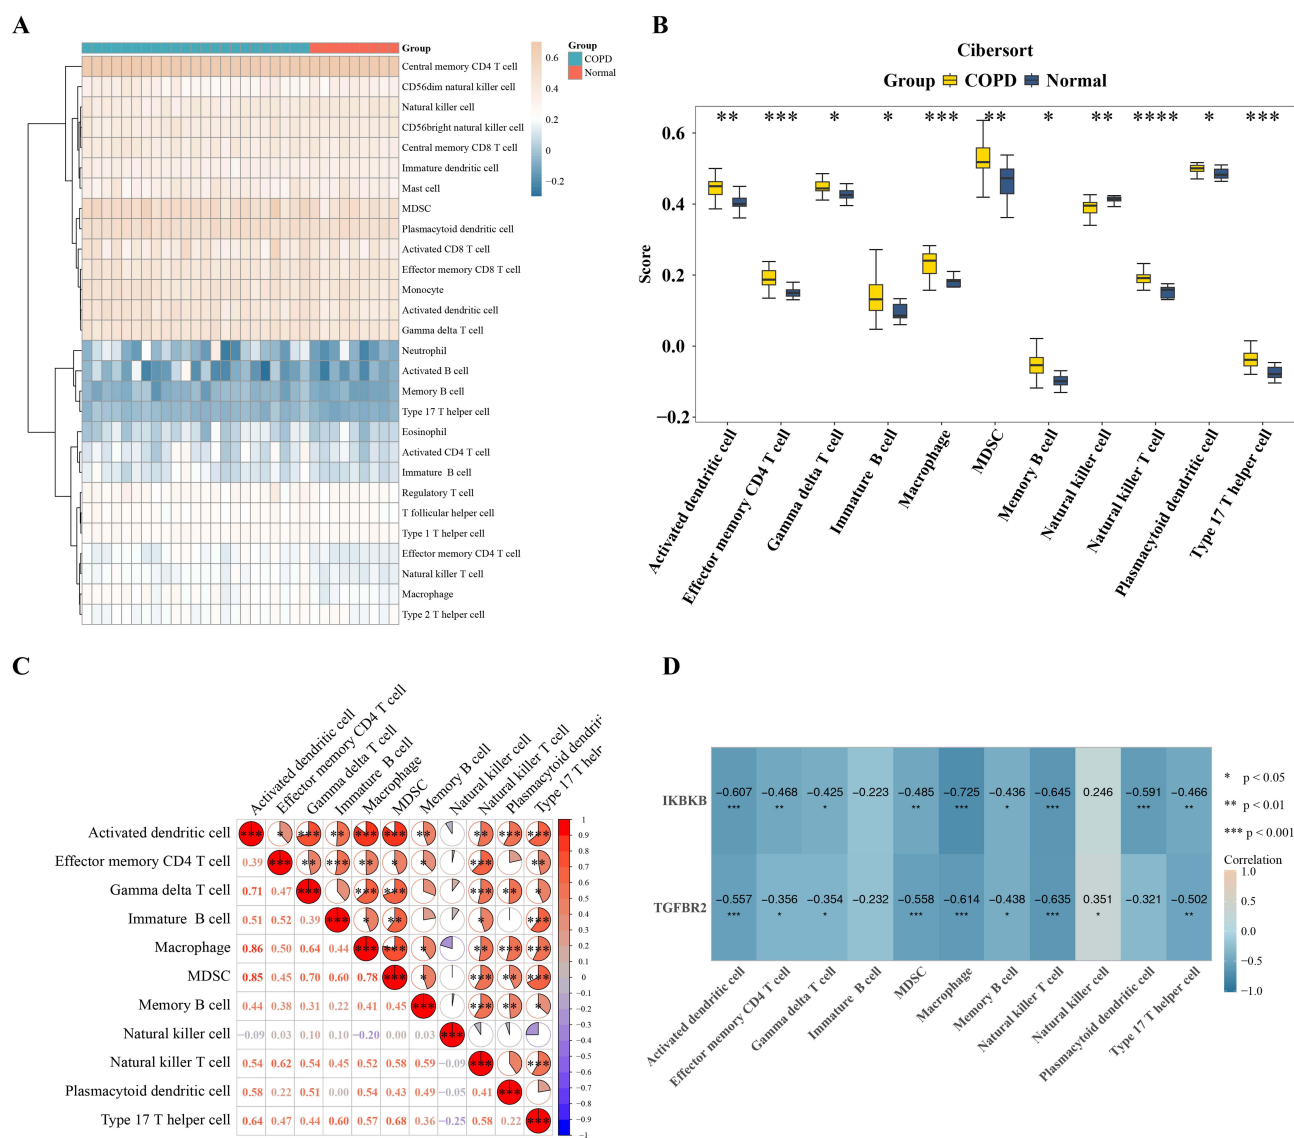 A
Group
Central memory CD4 T cell
CD56dim natural killer cell
Natural killer cell
CD56bright natural killer cell
Central memory CD8 T cell
Immature dendritic cell
Mast cell
MDSC
Plasmacytoid dendritic cell
Activated CD8 T cell
Effector memory CD8 T cell
Monocyte
Activated dendritic cell
Gamma delta T cell
Neutrophil
Activated B cell
Memory B cell
Type 17 T helper cell
Eosinophil
Activated CD4 T cell
Immature B cell
Regulatory T cell
T follicular helper cell
Type 1 T helper cell
Effector memory CD4 T cell
Natural killer T cell
Macrophage
Type 2 T helper cell
0.6
0.4
0.2
0
−0.2
Group
COPD
Normal
B
Cibersort
Group COPD Normal
** *** * * *** ** * ** **** * ***
Score
0.6
0.4
0.2
0.0
−0.2
Activated dendritic cell
Effector memory CD4 T cell
Gamma delta T cell
Immature B cell
Macrophage
MDSC
Memory B cell
Natural killer cell
Natural killer T cell
Plasmacytoid dendritic cell
Type 17 T helper cell
C
Activated dendritic cell
Effector memory CD4 T cell
Gamma delta T cell
Immature B cell
Macrophage
MDSC
Memory B cell
Natural killer cell
Natural killer T cell
Plasmacytoid dendriti
Type 17 T help
Activated dendritic cell *** * *** ** *** *** ** ** *** ***
Effector memory CD4 T cell 0.39 *** ** *** ** * * *** **
Gamma delta T cell 0.71 0.47 *** *** *** *** ** *
Immature B cell 0.51 0.52 0.39 *** * ** * ***
Macrophage 0.86 0.50 0.64 0.44 *** *** * ** *** ***
MDSC 0.85 0.45 0.70 0.60 0.78 *** * *** ** ***
Memory B cell 0.44 0.38 0.31 0.22 0.41 0.45 *** *** ** *
Natural killer cell −0.09 0.03 0.10 0.10 −0.20 0.00 0.03 ***
Natural killer T cell 0.54 0.62 0.54 0.45 0.52 0.58 0.59 −0.09 *** * ***
Plasmacytoid dendritic cell 0.58 0.22 0.51 0.00 0.54 0.43 0.49 −0.05 0.41 ***
Type 17 T helper cell 0.64 0.47 0.44 0.60 0.57 0.68 0.36 −0.25 0.58 0.22 ***
1
0.9
0.8
0.7
0.6
0.5
0.4
0.3
0.2
0.1
0
−0.1
−0.2
−0.3
−0.4
−0.5
−0.6
−0.7
−0.8
−0.9
−1
D
IKBKB −0.607 −0.468 −0.425 −0.223 −0.485 −0.725 −0.436 −0.645 0.246 −0.591 −0.466
*** ** * ** *** * *** *** **
TGFBR2 −0.557 −0.356 −0.354 −0.232 −0.558 −0.614 −0.438 −0.635 0.351 −0.321 −0.502
*** * * *** *** * *** * **
Activated dendritic cell
Effector memory CD4 T cell
Gamma delta T cell
Immature B cell
MDSC
Macrophage
Memory B cell
Natural killer T cell
Natural killer cell
Plasmacytoid dendritic cell
Type 17 T helper cell
* p < 0.05
** p < 0.01
*** p < 0.001
Correlation
1.0
0.5
0.0
−0.5
−1.0